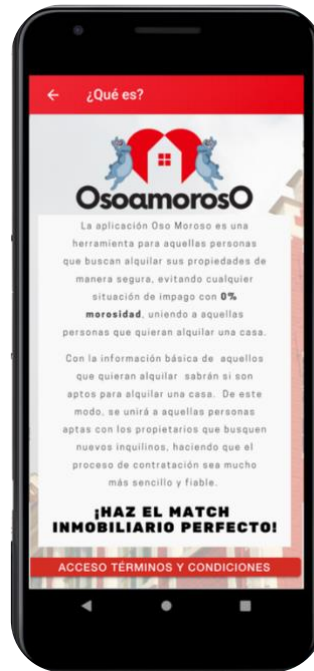 ¿Qué es?
OsoamorosO
La aplicación Oso Moroso es una
herramienta para aquellas personas
que buscan alquilar sus propiedades de
manera segura, evitando cualquier
situación de impago con 0%
morosidad, uniendo a aquellas
personas que quieran alquilar una casa.
Con la información básica de aquellos
que quieran alquilar sabrán si son
aptos para alquilar una casa. De este
modo, se unirá a aquellas personas
aptas con los propietarios que busquen
nuevos inquilinos, haciendo que el
proceso de contratación sea mucho
más sencillo y fiable.
¡HAZ EL MATCH
INMOBILIARIO PERFECTO!
ACCESO TÉRMINOS Y CONDICIONES